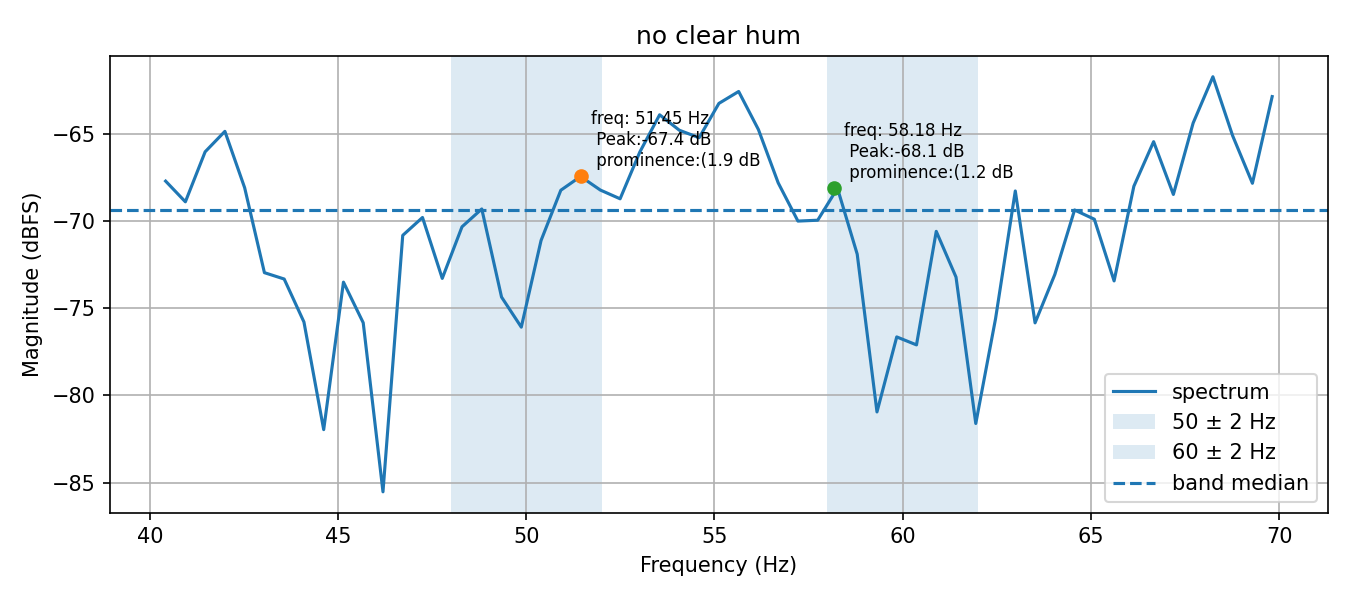 no clear hum
Magnitude (dBFS)
−65
−70
−75
−80
−85
freq: 51.45 Hz
Peak:-67.4 dB
prominence:(1.9 dB
freq: 58.18 Hz
Peak:-68.1 dB
prominence:(1.2 dB
spectrum
50 ± 2 Hz
60 ± 2 Hz
band median
40 45 50 55 60 65 70
Frequency (Hz)